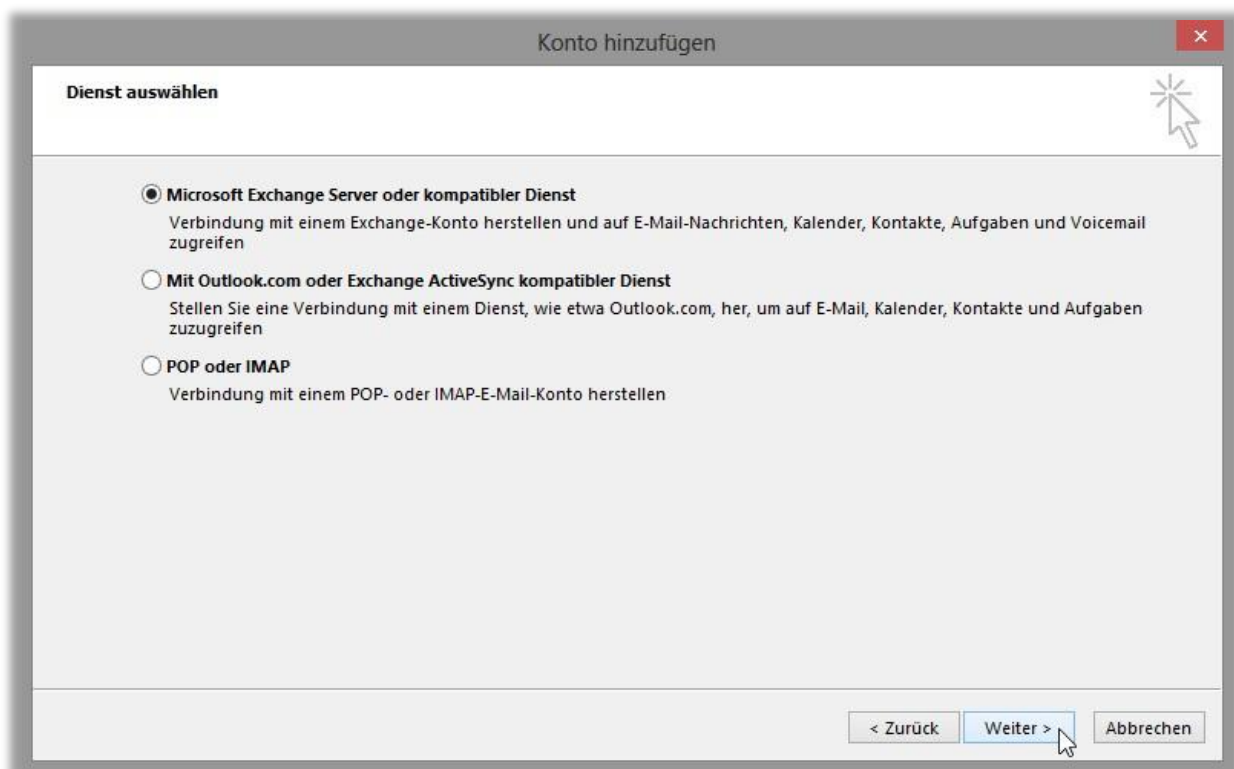 Konto hinzufügen
Dienst auswählen
Microsoft Exchange Server oder kompatibler Dienst
Verbindung mit einem Exchange-Konto herstellen und auf E-Mail-Nachrichten, Kalender, Kontakte, Aufgaben und Voicemail
zugreifen
Mit Outlook.com oder Exchange ActiveSync kompatibler Dienst
Stellen Sie eine Verbindung mit einem Dienst, wie etwa Outlook.com, her, um auf E-Mail, Kalender, Kontakte und Aufgaben
zuzugreifen
POP oder IMAP
Verbindung mit einem POP- oder IMAP-E-Mail-Konto herstellen
< Zurück Weiter > Abbrechen